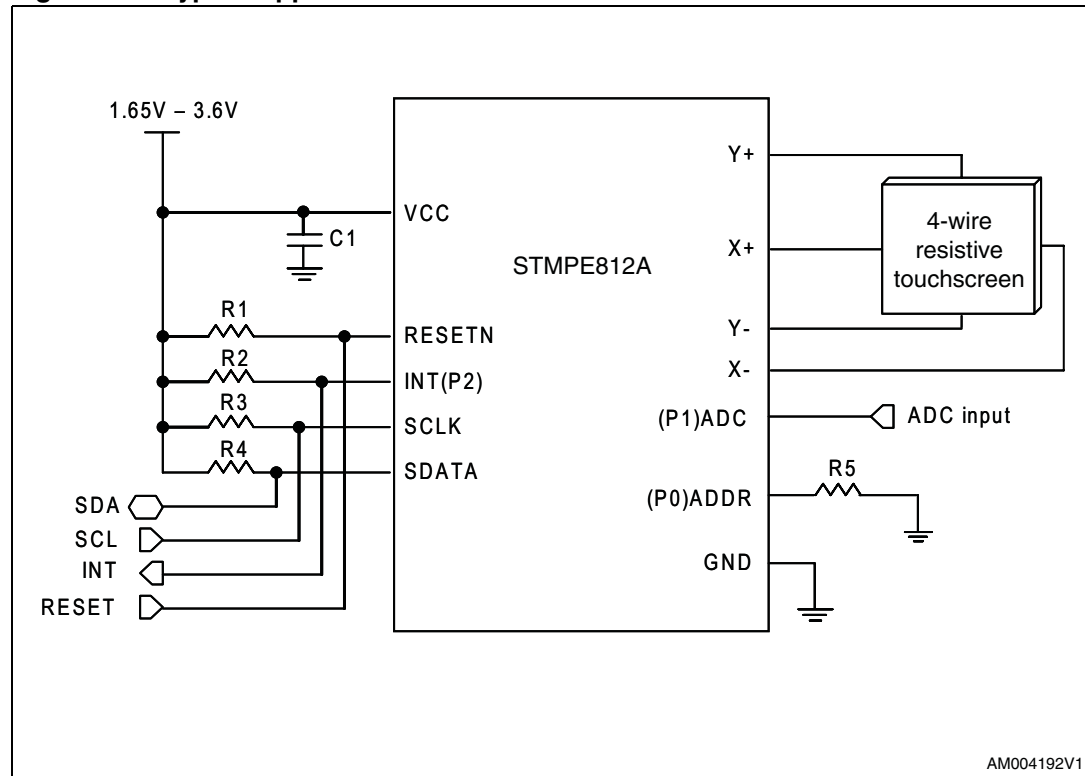 1.65V – 3.6V
VCC
C1
R1
RESETN
R2
INT(P2)
R3
SCLK
R4
SDATA
SDA
SCL
INT
RESET
STMPE812A
Y+
X+
Y-
X-
(P1)ADC
(P0)ADDR
GND
4-wire
resistive
touchscreen
ADC input
R5
AM004192V1